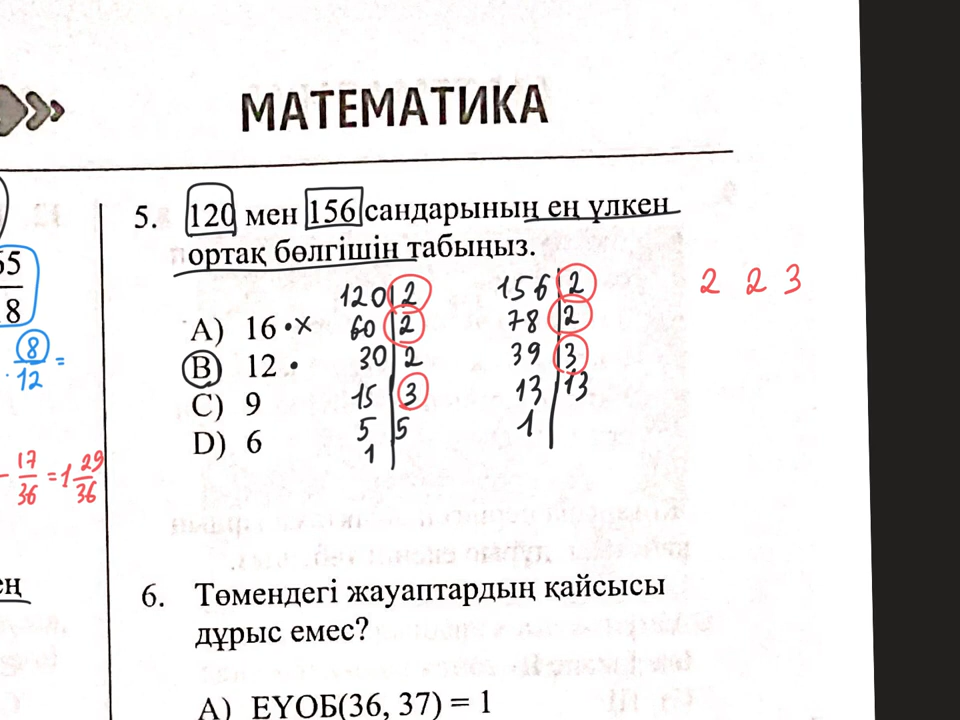 МАТЕМАТИКА
5. 120 мен 156 сандарының ең үлкен
ортақ бөлгішін табыңыз.
A) 16 • x
B) 12 •
C) 9
D) 6
120 | 2
60 | 2
30 | 2
15 | 3
5 | 5
1
156 | 2
78 | 2
39 | 3
13 | 13
1
2 2 3
6. Төмендегі жауаптардың қайсысы
дұрыс емес?
A) ЕҮОБ(36, 37) = 1
8
· 8/12 =
- 17/36 = 1 29/36